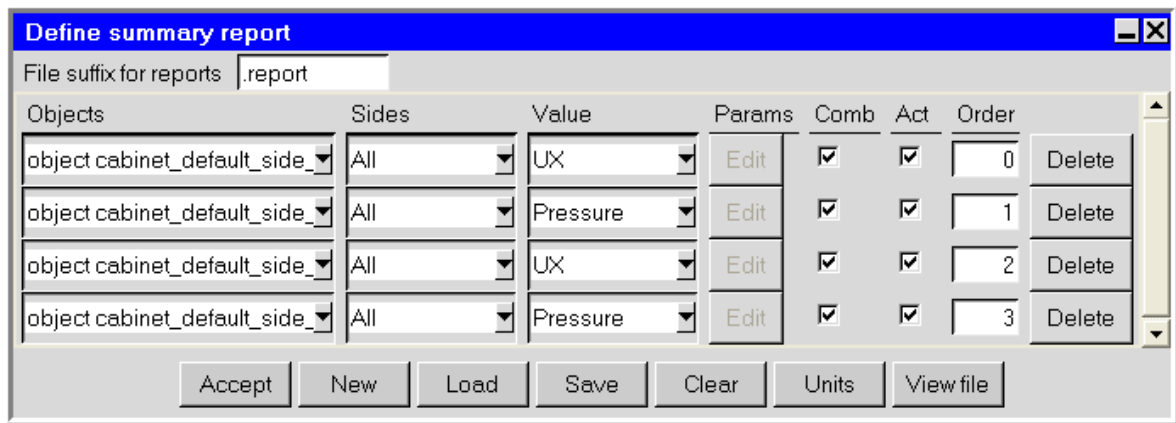 Define summary report
File suffix for reports .report
Objects Sides Value Params Comb Act Order
object cabinet_default_side_ All UX Edit 0 Delete
object cabinet_default_side_ All Pressure Edit 1 Delete
object cabinet_default_side_ All UX Edit 2 Delete
object cabinet_default_side_ All Pressure Edit 3 Delete
Accept New Load Save Clear Units View file